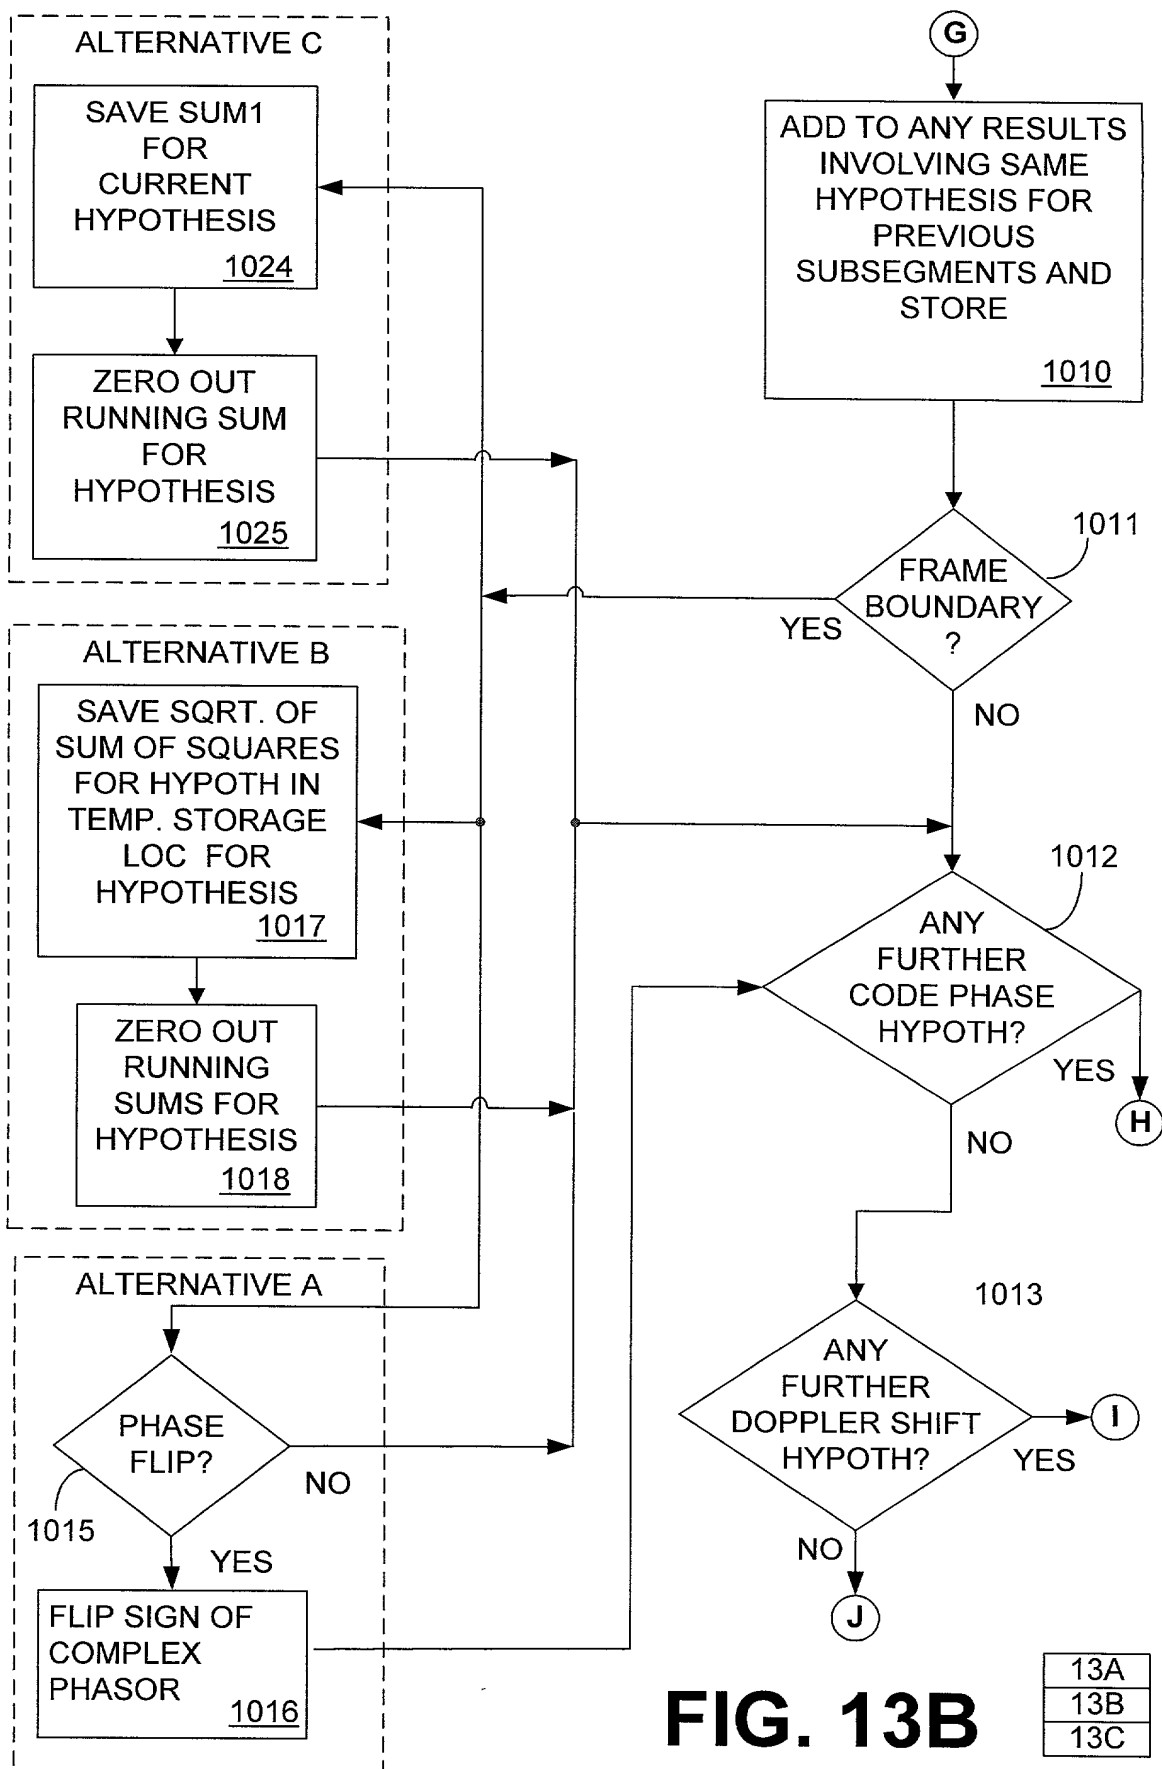 ALTERNATIVE C
SAVE SUM1
FOR
CURRENT
HYPOTHESIS
1024
ZERO OUT
RUNNING SUM
FOR
HYPOTHESIS
1025
ALTERNATIVE B
SAVE SQRT. OF
SUM OF SQUARES
FOR HYPOTH IN
TEMP. STORAGE
LOC FOR
HYPOTHESIS
1017
ZERO OUT
RUNNING
SUMS FOR
HYPOTHESIS
1018
ALTERNATIVE A
PHASE
FLIP?
NO
1015
YES
FLIP SIGN OF
COMPLEX
PHASOR
1016
G
ADD TO ANY RESULTS
INVOLVING SAME
HYPOTHESIS FOR
PREVIOUS
SUBSEGMENTS AND
STORE
1010
1011
FRAME
BOUNDARY
?
YES
NO
1012
ANY
FURTHER
CODE PHASE
HYPOTH?
YES
H
NO
1013
ANY
FURTHER
DOPPLER SHIFT
HYPOTH?
I
YES
NO
J
FIG. 13B
13A
13B
13C